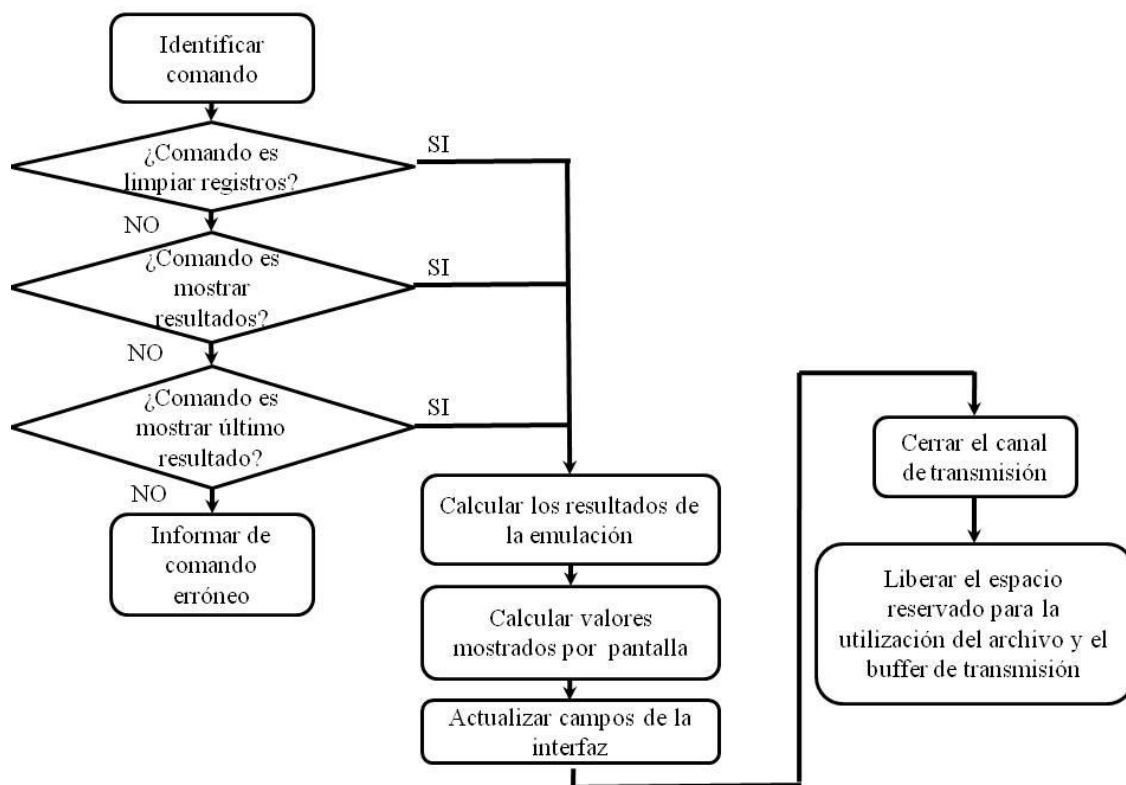 Identificar
comando
¿Comando es
limpiar registros?
SI
NO
¿Comando es
mostrar
resultados?
SI
NO
¿Comando es
mostrar último
resultado?
SI
NO
Informar de
comando
erróneo
Calcular los resultados de
la emulación
Calcular valores
mostrados por pantalla
Actualizar campos de la
interfaz
Cerrar el canal
de transmisión
Liberar el espacio
reservado para la
utilización del archivo y el
buffer de transmisión